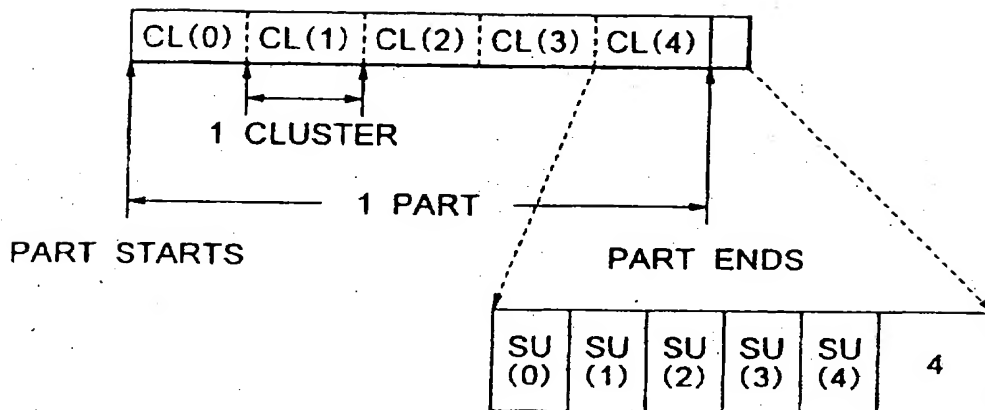 CL(0) CL(1) CL(2) CL(3) CL(4)
1 CLUSTER
1 PART
PART STARTS
PART ENDS
SU (0) SU (1) SU (2) SU (3) SU (4) 4